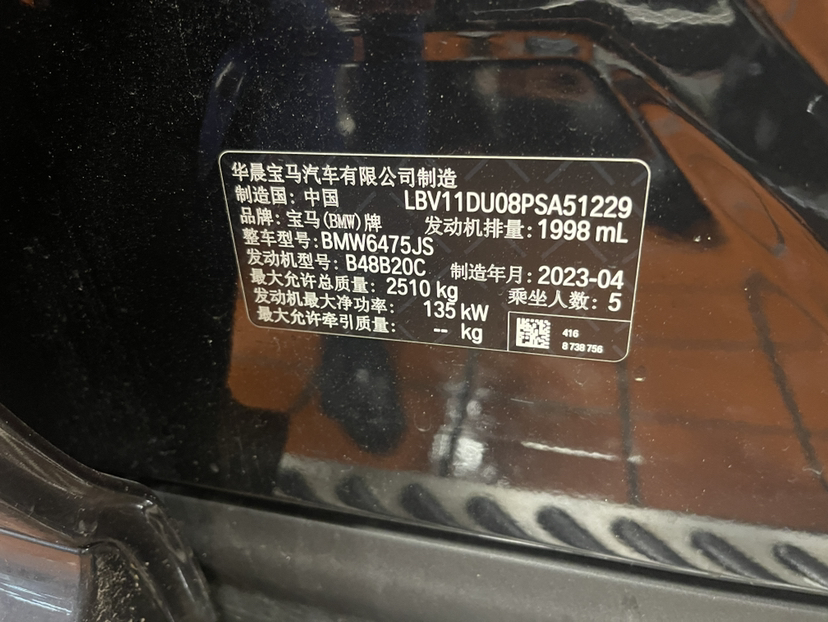 华晨宝马汽车有限公司制造
制造国: 中国 LBV11DU08PSA51229
品牌: 宝马(BMW)牌 发动机排量: 1998 mL
整车型号: BMW6475JS
发动机型号: B48B20C 制造年月: 2023-04
最大允许总质量: 2510 kg 乘坐人数: 5
发动机最大净功率: 135 kW
最大允许牵引质量: -- kg
416
8 738 756